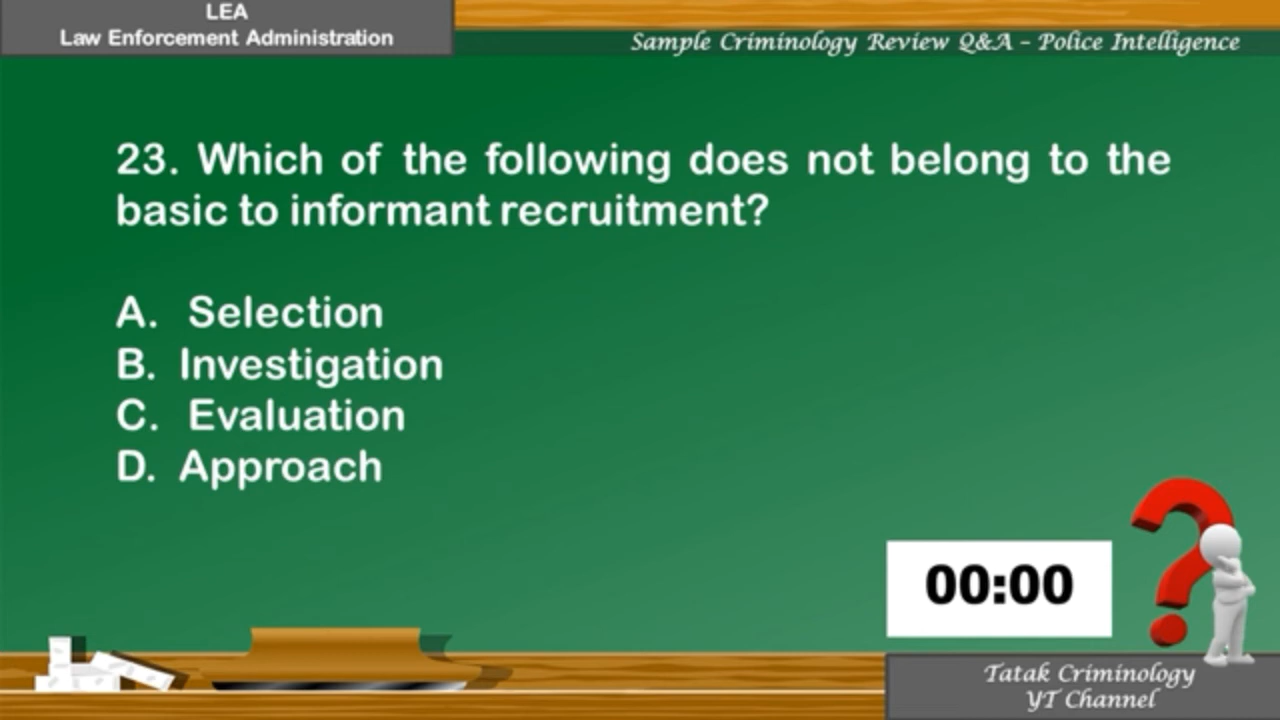 LEA
Law Enforcement Administration
Sample Criminology Review Q&A – Police Intelligence
23. Which of the following does not belong to the
basic to informant recruitment?
A. Selection
B. Investigation
C. Evaluation
D. Approach
00:00
?
Tatak Criminology
YT Channel